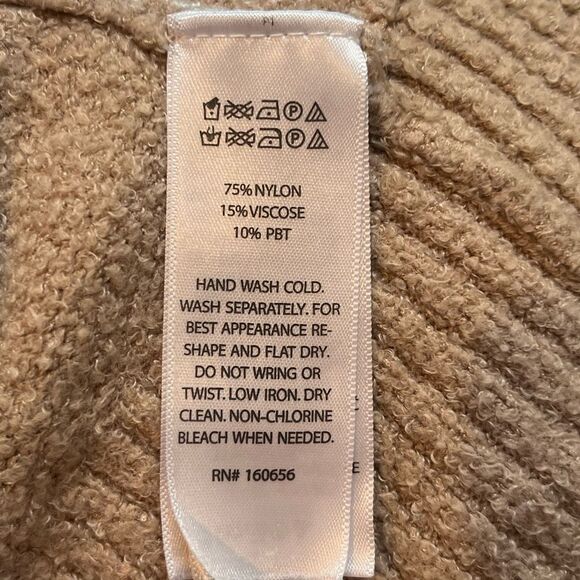 75% NYLON
15% VISCOSE
10% PBT
HAND WASH COLD.
WASH SEPARATELY. FOR
BEST APPEARANCE RE-
SHAPE AND FLAT DRY.
DO NOT WRING OR
TWIST. LOW IRON. DRY
CLEAN. NON-CHLORINE
BLEACH WHEN NEEDED.
RN# 160656
E